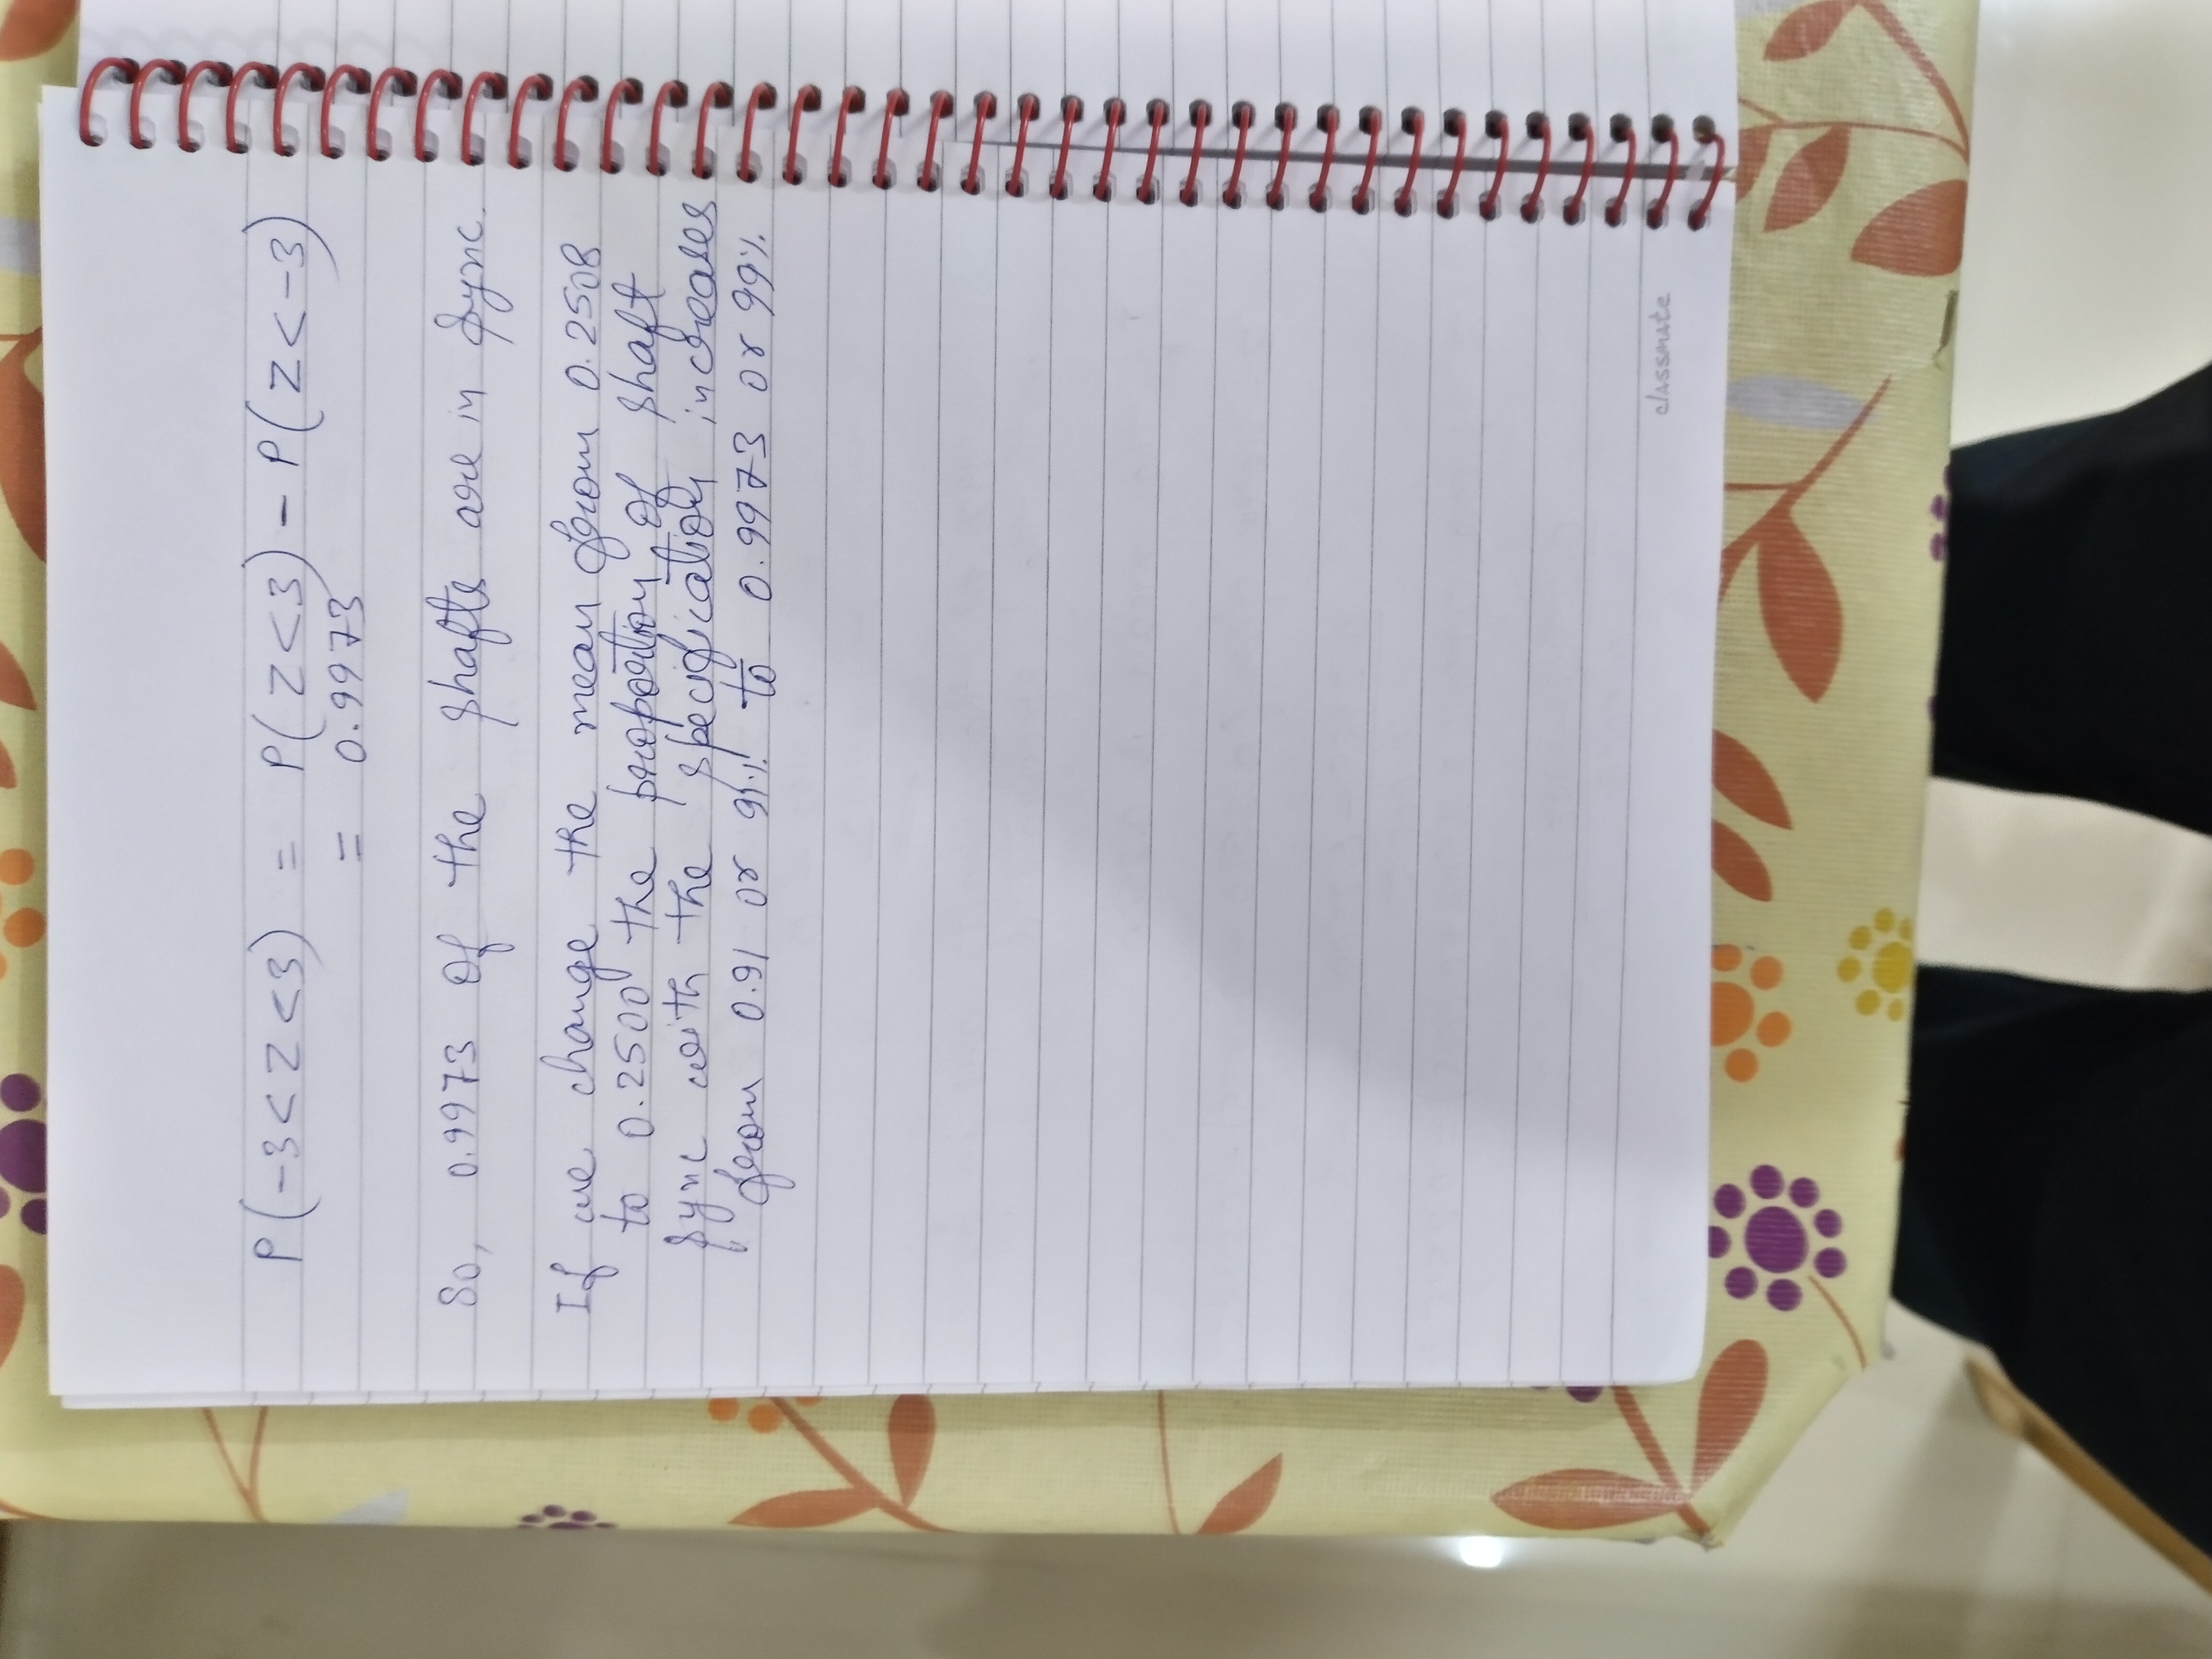 P(-3<Z<3) = P(Z<3) - P(Z<-3)
= 0.9973
So, 0.9973 of the shafts are in sync.
If we change the mean from 0.2508
to 0.2500 the proportion of shaft
sync with the specification increases
from 0.91 or 91% to 0.9973 or 99%
classmate